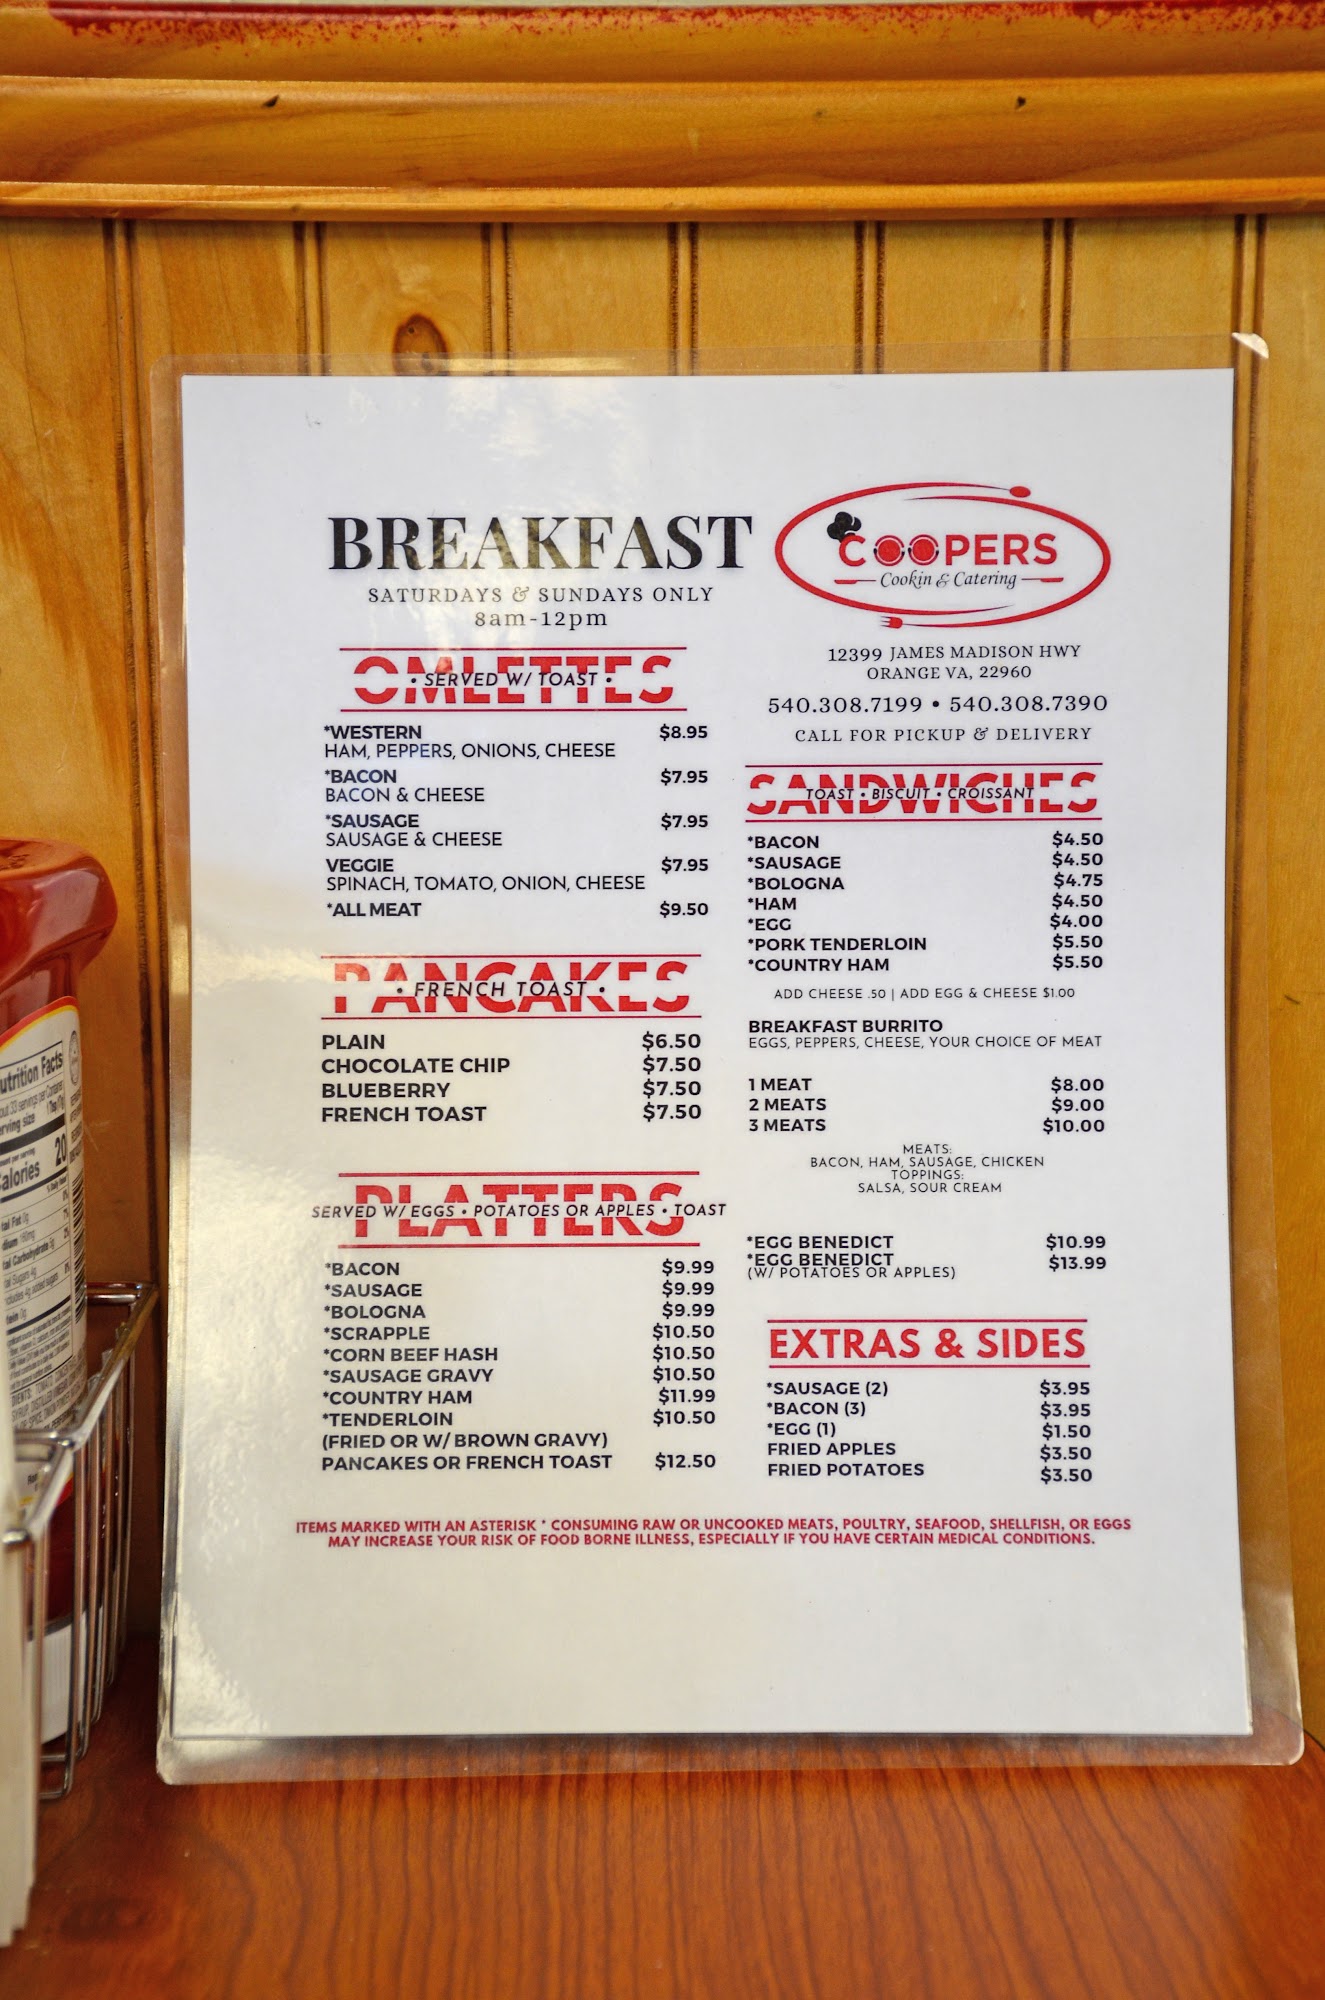 BREAKFAST
SATURDAYS & SUNDAYS ONLY
8am-12pm
OMLETTES
• SERVED W/ TOAST •
*WESTERN $8.95
HAM, PEPPERS, ONIONS, CHEESE
*BACON $7.95
BACON & CHEESE
*SAUSAGE $7.95
SAUSAGE & CHEESE
VEGGIE $7.95
SPINACH, TOMATO, ONION, CHEESE
*ALL MEAT $9.50
PANCAKES
• FRENCH TOAST •
PLAIN $6.50
CHOCOLATE CHIP $7.50
BLUEBERRY $7.50
FRENCH TOAST $7.50
PLATTERS
SERVED W/ EGGS • POTATOES OR APPLES • TOAST
*BACON $9.99
*SAUSAGE $9.99
*BOLOGNA $9.99
*SCRAPPLE $10.50
*CORN BEEF HASH $10.50
*SAUSAGE GRAVY $10.50
*COUNTRY HAM $11.99
*TENDERLOIN $10.50
(FRIED OR W/ BROWN GRAVY)
PANCAKES OR FRENCH TOAST $12.50
COOPERS
Cookin & Catering
12399 JAMES MADISON HWY
ORANGE VA, 22960
540.308.7199 • 540.308.7390
CALL FOR PICKUP & DELIVERY
SANDWICHES
TOAST • BISCUIT • CROISSANT
*BACON $4.50
*SAUSAGE $4.50
*BOLOGNA $4.75
*HAM $4.50
*EGG $4.00
*PORK TENDERLOIN $5.50
*COUNTRY HAM $5.50
ADD CHEESE .50 | ADD EGG & CHEESE $1.00
BREAKFAST BURRITO
EGGS, PEPPERS, CHEESE, YOUR CHOICE OF MEAT
1 MEAT $8.00
2 MEATS $9.00
3 MEATS $10.00
MEATS:
BACON, HAM, SAUSAGE, CHICKEN
TOPPINGS:
SALSA, SOUR CREAM
*EGG BENEDICT $10.99
*EGG BENEDICT $13.99
(W/ POTATOES OR APPLES)
EXTRAS & SIDES
*SAUSAGE (2) $3.95
*BACON (3) $3.95
*EGG (1) $1.50
FRIED APPLES $3.50
FRIED POTATOES $3.50
ITEMS MARKED WITH AN ASTERISK * CONSUMING RAW OR UNCOOKED MEATS, POULTRY, SEAFOOD, SHELLFISH, OR EGGS
MAY INCREASE YOUR RISK OF FOOD BORNE ILLNESS, ESPECIALLY IF YOU HAVE CERTAIN MEDICAL CONDITIONS.
utrition Facts
erving size
alories 20